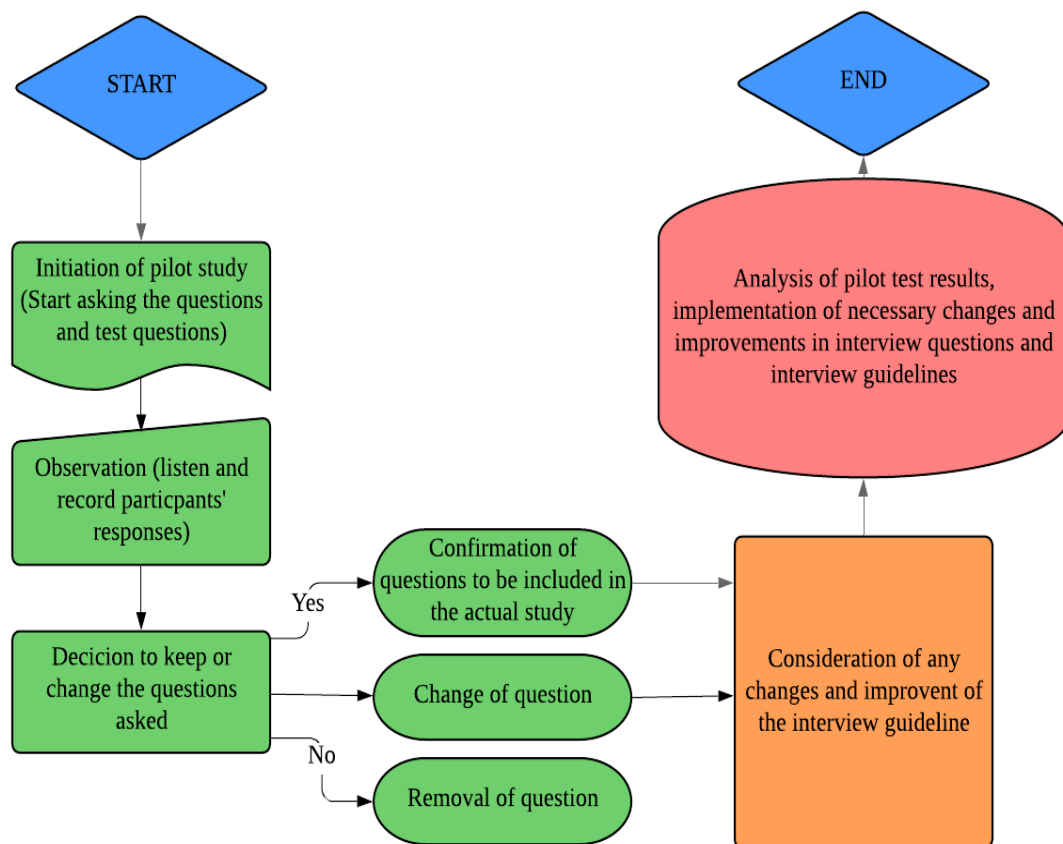 START
Initiation of pilot study
(Start asking the questions
and test questions)
Observation (listen and
record particpants'
responses)
Decicion to keep or
change the questions
asked
Yes
No
Confirmation of
questions to be included in
the actual study
Change of question
Removal of question
Consideration of any
changes and improvent of
the interview guideline
Analysis of pilot test results,
implementation of necessary changes and
improvements in interview questions and
interview guidelines
END